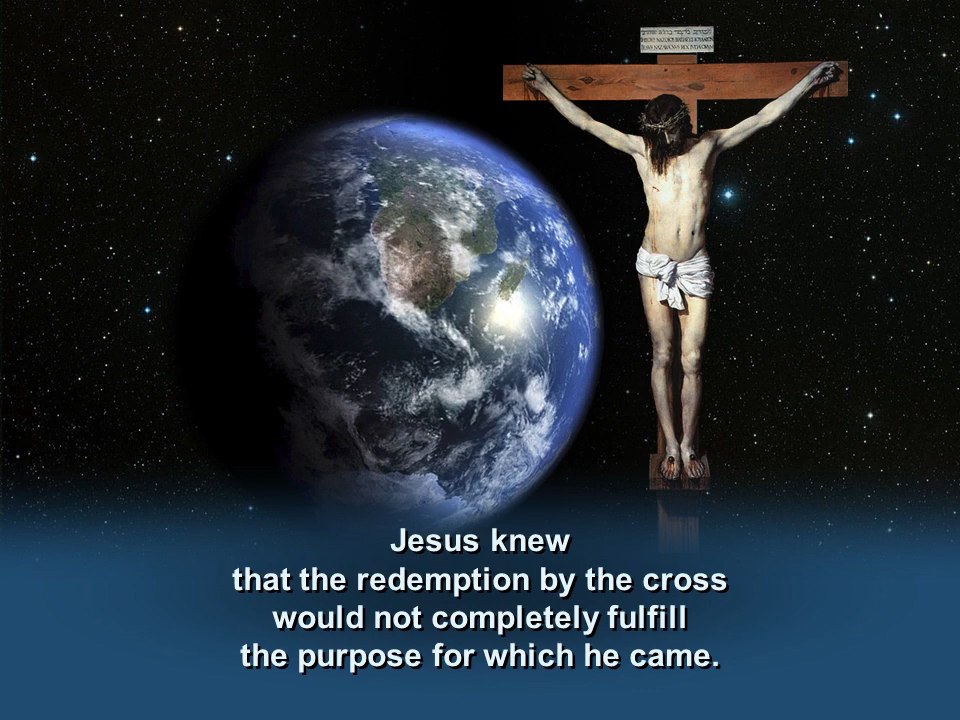 Jesus knew
that the redemption by the cross
would not completely fulfill
the purpose for which he came.